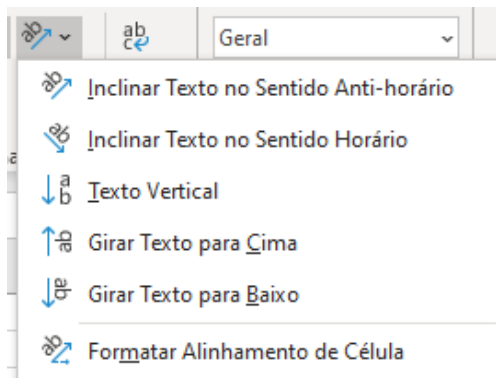 Geral
Inclinar Texto no Sentido Anti-horário
Inclinar Texto no Sentido Horário
Texto Vertical
Girar Texto para Cima
Girar Texto para Baixo
Formatar Alinhamento de Célula